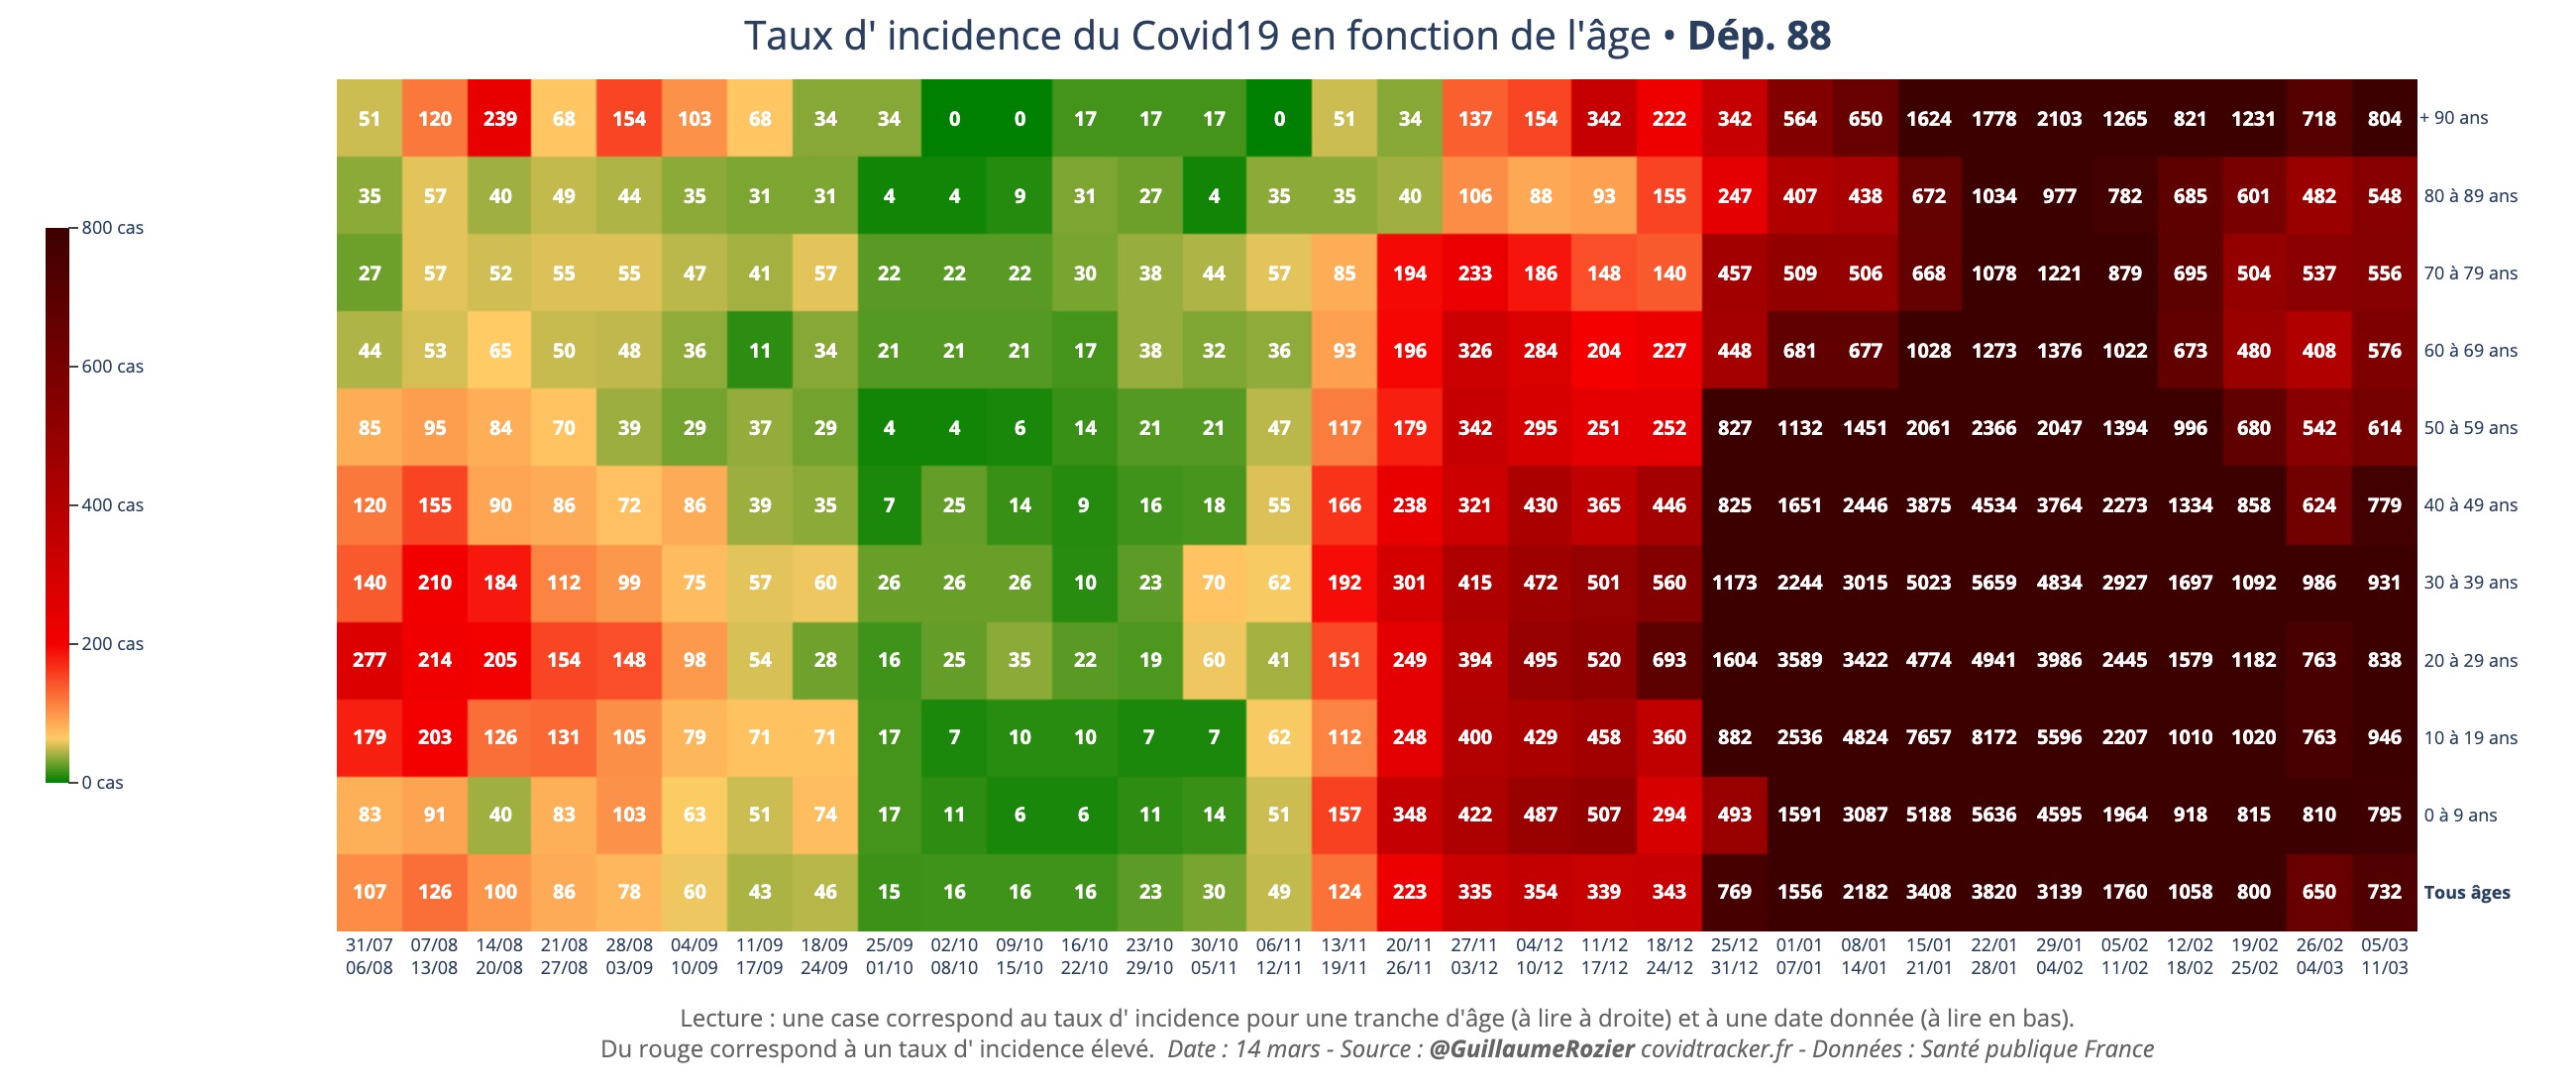 Taux d' incidence du Covid19 en fonction de l'âge • Dép. 88
51 120 239 68 154 103 68 34 34 0 0 17 17 17 0 51 34 137 154 342 222 342 564 650 1624 1778 2103 1265 821 1231 718 804 + 90 ans
35 57 40 49 44 35 31 31 4 4 9 31 27 4 35 35 40 106 88 93 155 247 407 438 672 1034 977 782 685 601 482 548 80 à 89 ans
800 cas
27 57 52 55 55 47 41 57 22 22 22 30 38 44 57 85 194 233 186 148 140 457 509 506 668 1078 1221 879 695 504 537 556 70 à 79 ans
44 53 65 50 48 36 11 34 21 21 21 17 38 32 36 93 196 326 284 204 227 448 681 677 1028 1273 1376 1022 673 480 408 576 60 à 69 ans
600 cas
85 95 84 70 39 29 37 29 4 4 6 14 21 21 47 117 179 342 295 251 252 827 1132 1451 2061 2366 2047 1394 996 680 542 614 50 à 59 ans
400 cas
120 155 90 86 72 86 39 35 7 25 14 9 16 18 55 166 238 321 430 365 446 825 1651 2446 3875 4534 3764 2273 1334 858 624 779 40 à 49 ans
140 210 184 112 99 75 57 60 26 26 26 10 23 70 62 192 301 415 472 501 560 1173 2244 3015 5023 5659 4834 2927 1697 1092 986 931 30 à 39 ans
200 cas
277 214 205 154 148 98 54 28 16 25 35 22 19 60 41 151 249 394 495 520 693 1604 3589 3422 4774 4941 3986 2445 1579 1182 763 838 20 à 29 ans
179 203 126 131 105 79 71 71 17 7 10 10 7 7 62 112 248 400 429 458 360 882 2536 4824 7657 8172 5596 2207 1010 1020 763 946 10 à 19 ans
0 cas
83 91 40 83 103 63 51 74 17 11 6 6 11 14 51 157 348 422 487 507 294 493 1591 3087 5188 5636 4595 1964 918 815 810 795 0 à 9 ans
107 126 100 86 78 60 43 46 15 16 16 16 23 30 49 124 223 335 354 339 343 769 1556 2182 3408 3820 3139 1760 1058 800 650 732 Tous âges
31/07 07/08 14/08 21/08 28/08 04/09 11/09 18/09 25/09 02/10 09/10 16/10 23/10 30/10 06/11 13/11 20/11 27/11 04/12 11/12 18/12 25/12 01/01 08/01 15/01 22/01 29/01 05/02 12/02 19/02 26/02 05/03
06/08 13/08 20/08 27/08 03/09 10/09 17/09 24/09 01/10 08/10 15/10 22/10 29/10 05/11 12/11 19/11 26/11 03/12 10/12 17/12 24/12 31/12 07/01 14/01 21/01 28/01 04/02 11/02 18/02 25/02 04/03 11/03
Lecture : une case correspond au taux d' incidence pour une tranche d'âge (à lire à droite) et à une date donnée (à lire en bas).
Du rouge correspond à un taux d' incidence élevé. Date : 14 mars - Source : @GuillaumeRozier covidtracker.fr - Données : Santé publique France